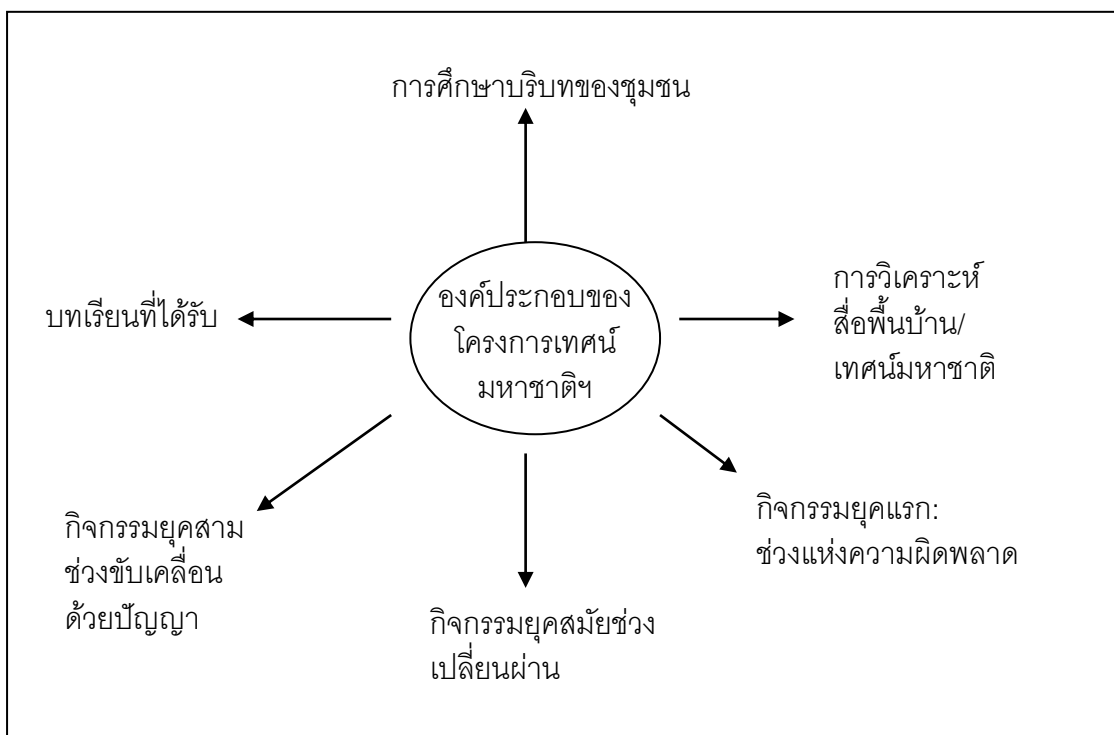 การศึกษาบริบทของชุมชน
องค์ประกอบของ
โครงการเทศน์
มหาชาติฯ
การวิเคราะห์
สื่อพื้นบ้าน/
เทศน์มหาชาติ
บทเรียนที่ได้รับ
กิจกรรมยุคแรก:
ช่วงแห่งความผิดพลาด
กิจกรรมยุคสาม
ช่วงขับเคลื่อน
ด้วยปัญญา
กิจกรรมยุคสมัยช่วง
เปลี่ยนผ่าน